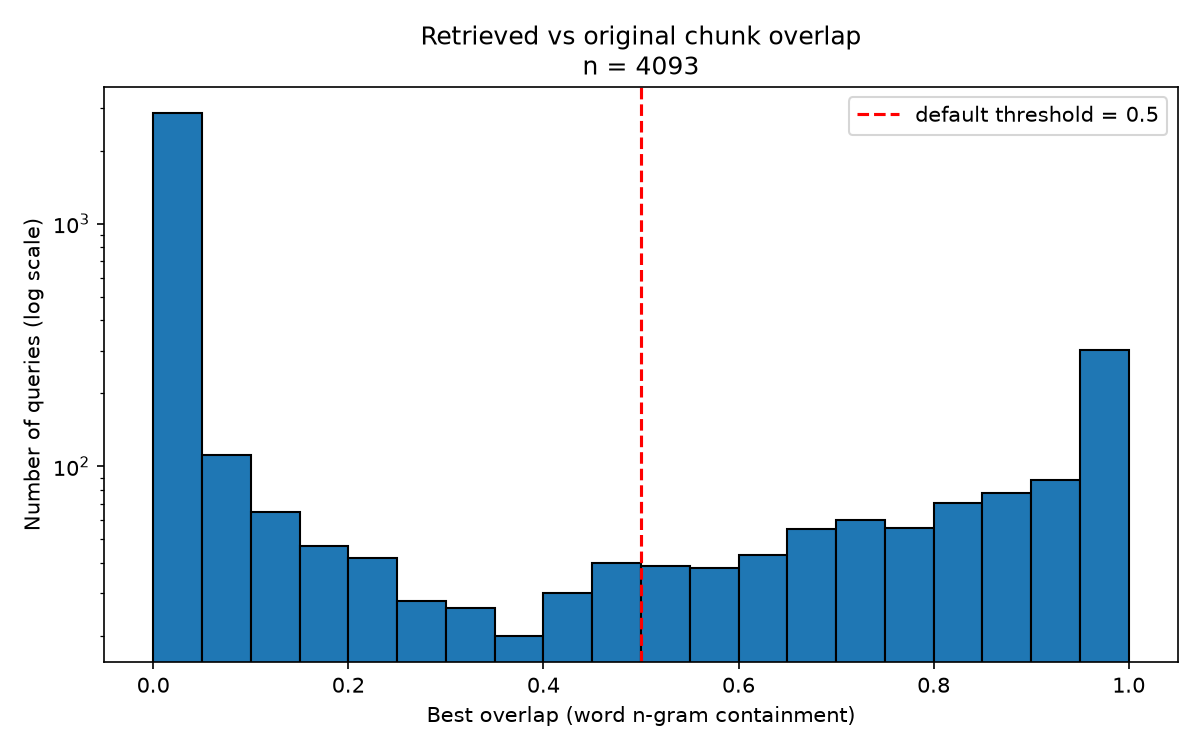 Retrieved vs original chunk overlap
n = 4093
default threshold = 0.5
Number of queries (log scale)
10³
10²
0.0 0.2 0.4 0.6 0.8 1.0
Best overlap (word n-gram containment)